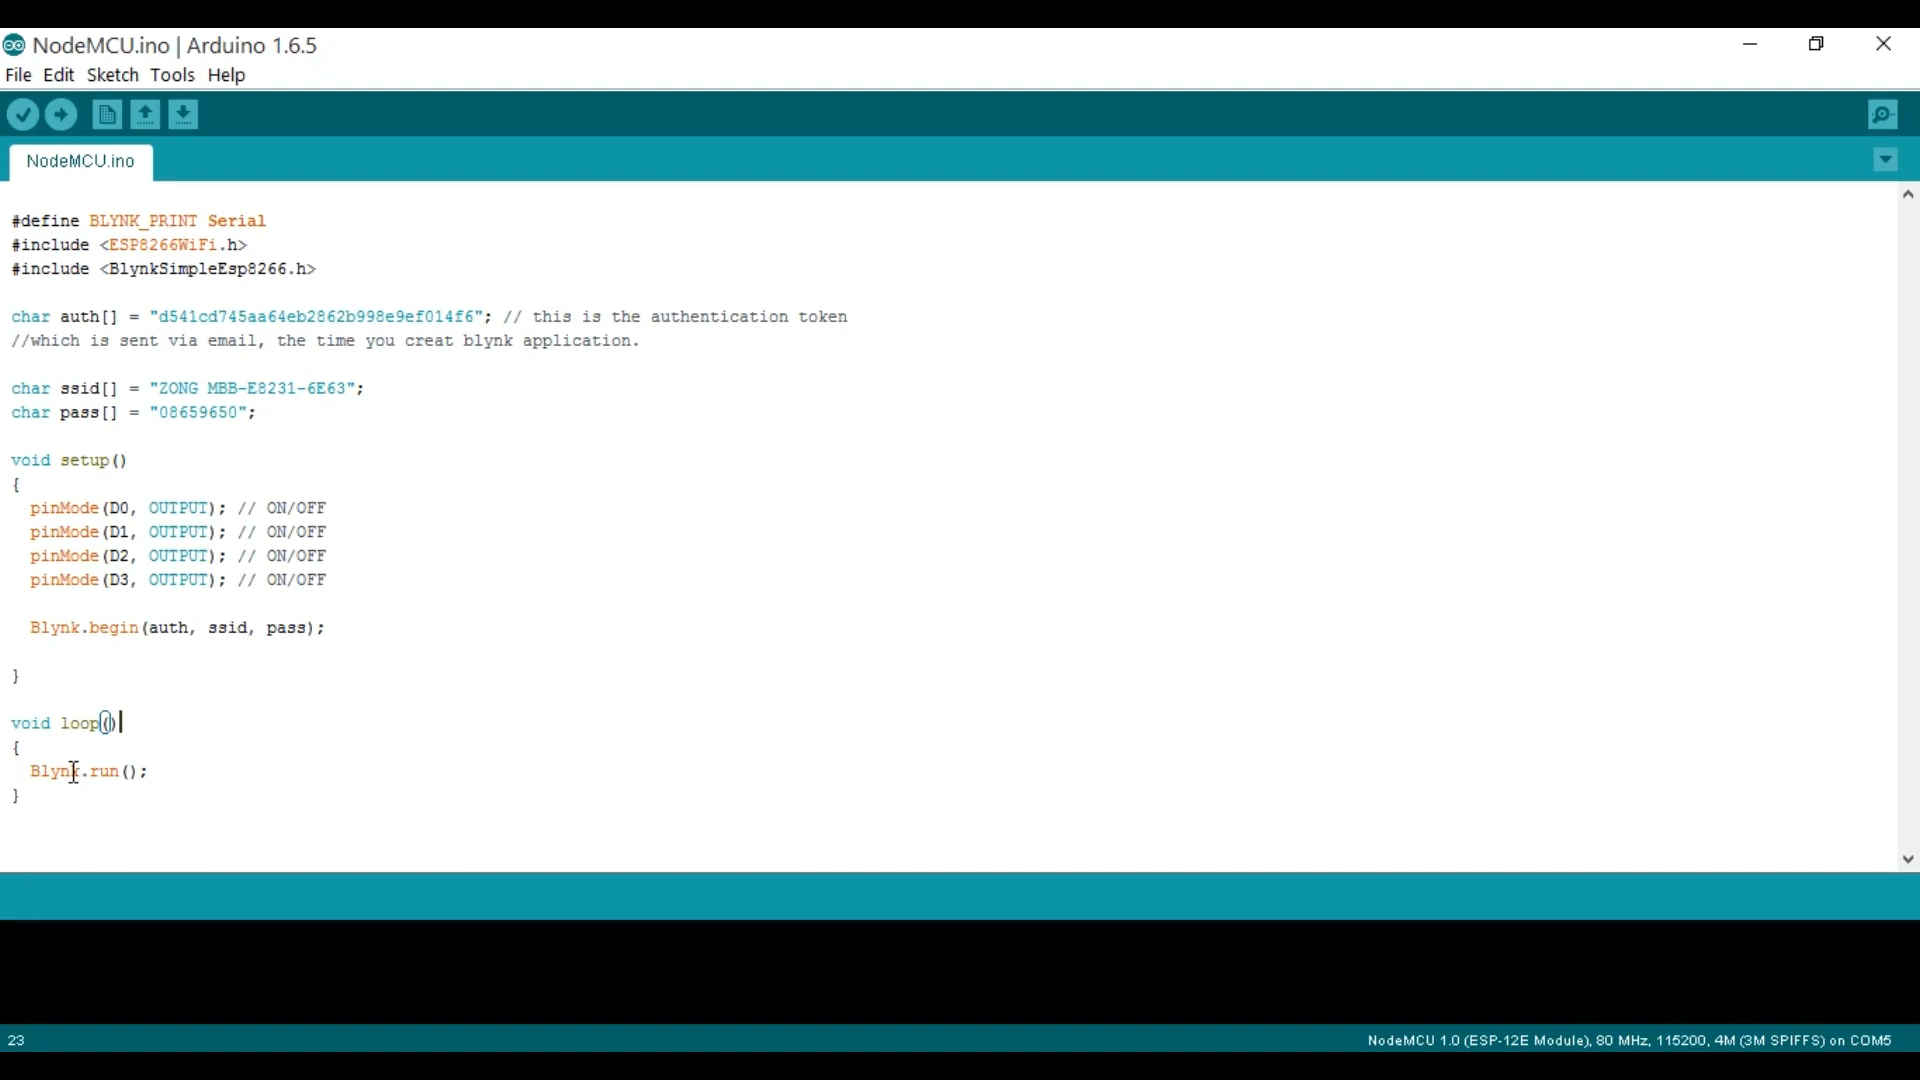 NodeMCU.ino | Arduino 1.6.5
File Edit Sketch Tools Help
NodeMCU.ino
#define BLYNK_PRINT Serial
#include <ESP8266WiFi.h>
#include <BlynkSimpleEsp8266.h>
char auth[] = "d541cd745aa64eb2862b998e9ef014f6"; // this is the authentication token
//which is sent via email, the time you creat blynk application.
char ssid[] = "ZONG MBB-E8231-6E63";
char pass[] = "08659650";
void setup()
{
  pinMode(D0, OUTPUT); // ON/OFF
  pinMode(D1, OUTPUT); // ON/OFF
  pinMode(D2, OUTPUT); // ON/OFF
  pinMode(D3, OUTPUT); // ON/OFF
  Blynk.begin(auth, ssid, pass);
}
void loop()
{
  Blynk.run();
}
23
NodeMCU 1.0 (ESP-12E Module), 80 MHz, 115200, 4M (3M SPIFFS) on COM5